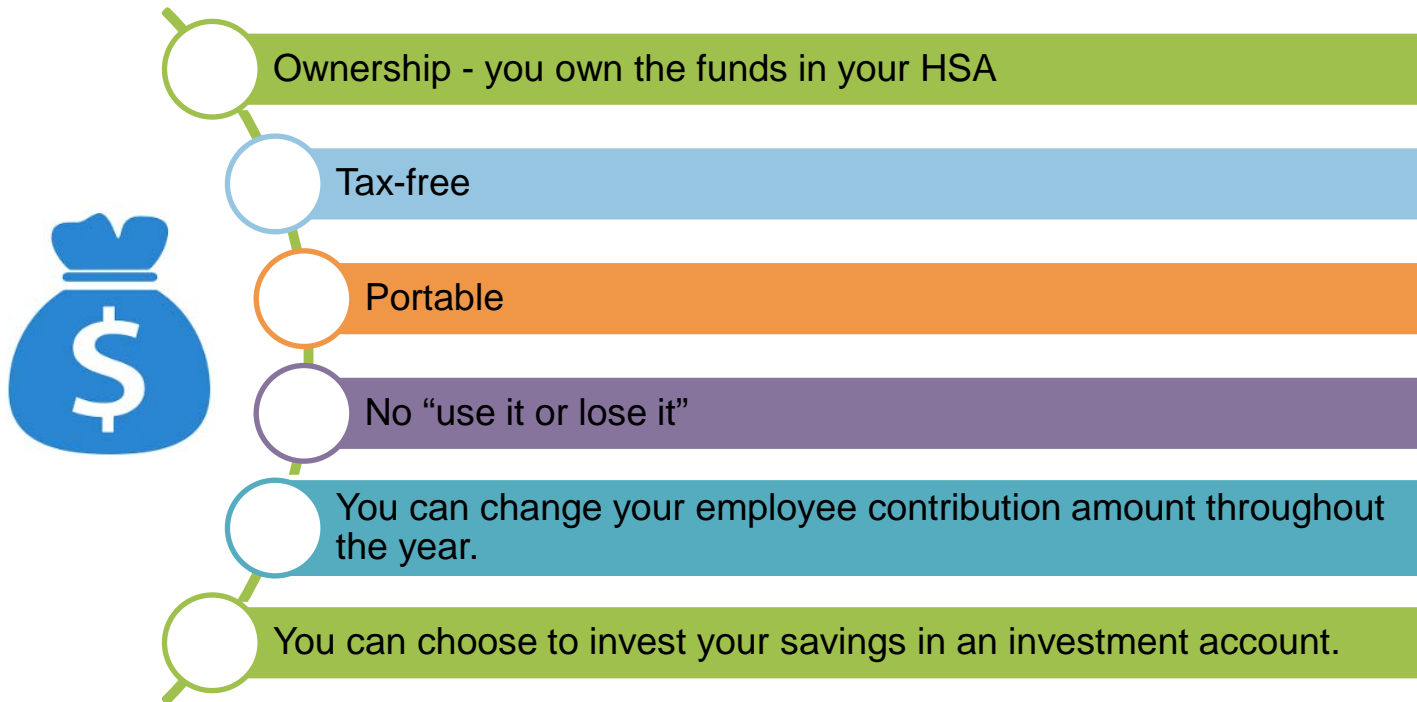 Ownership - you own the funds in your HSA
Tax-free
Portable
No “use it or lose it”
You can change your employee contribution amount throughout
the year.
You can choose to invest your savings in an investment account.
$